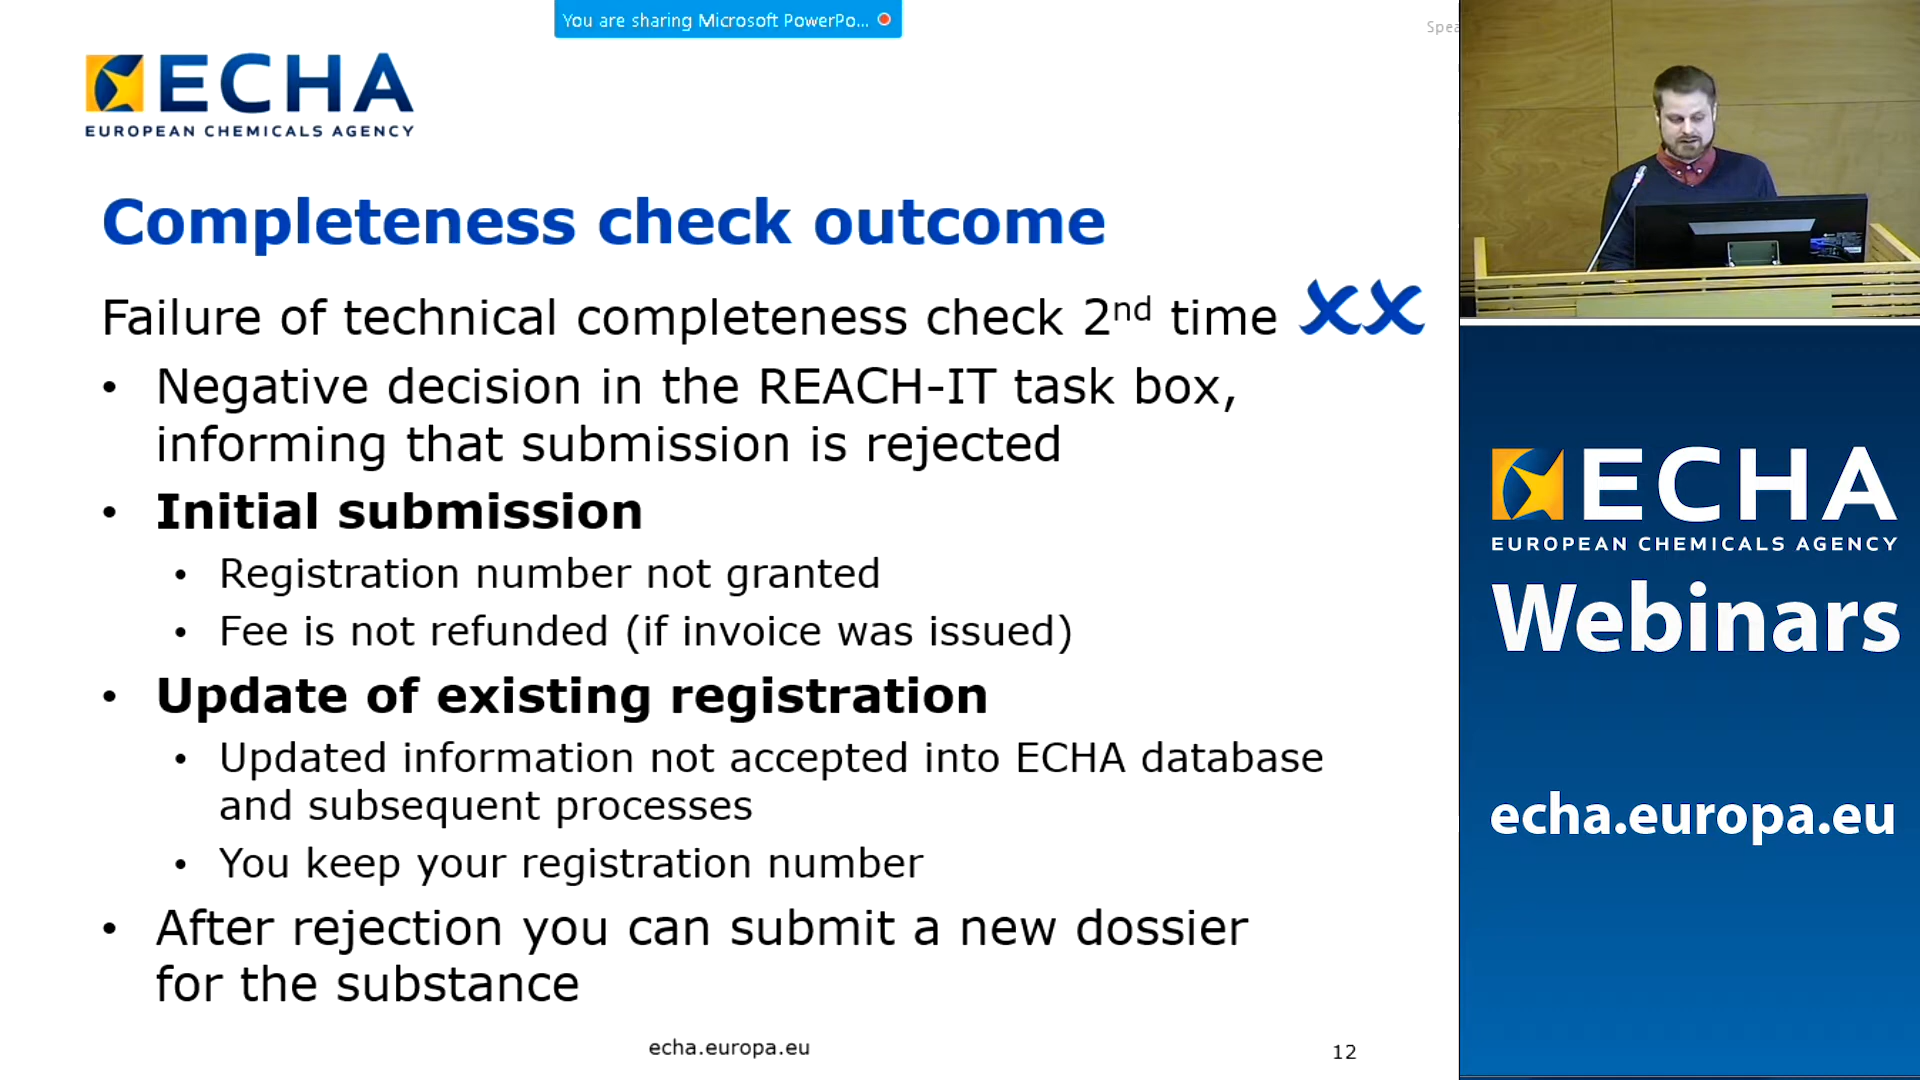 You are sharing Microsoft PowerPo...
Spea
ECHA
EUROPEAN CHEMICALS AGENCY
Completeness check outcome
Failure of technical completeness check 2nd time XX
• Negative decision in the REACH-IT task box,
informing that submission is rejected
• Initial submission
• Registration number not granted
• Fee is not refunded (if invoice was issued)
• Update of existing registration
• Updated information not accepted into ECHA database
and subsequent processes
• You keep your registration number
• After rejection you can submit a new dossier
for the substance
echa.europa.eu
12
ECHA
EUROPEAN CHEMICALS AGENCY
Webinars
echa.europa.eu